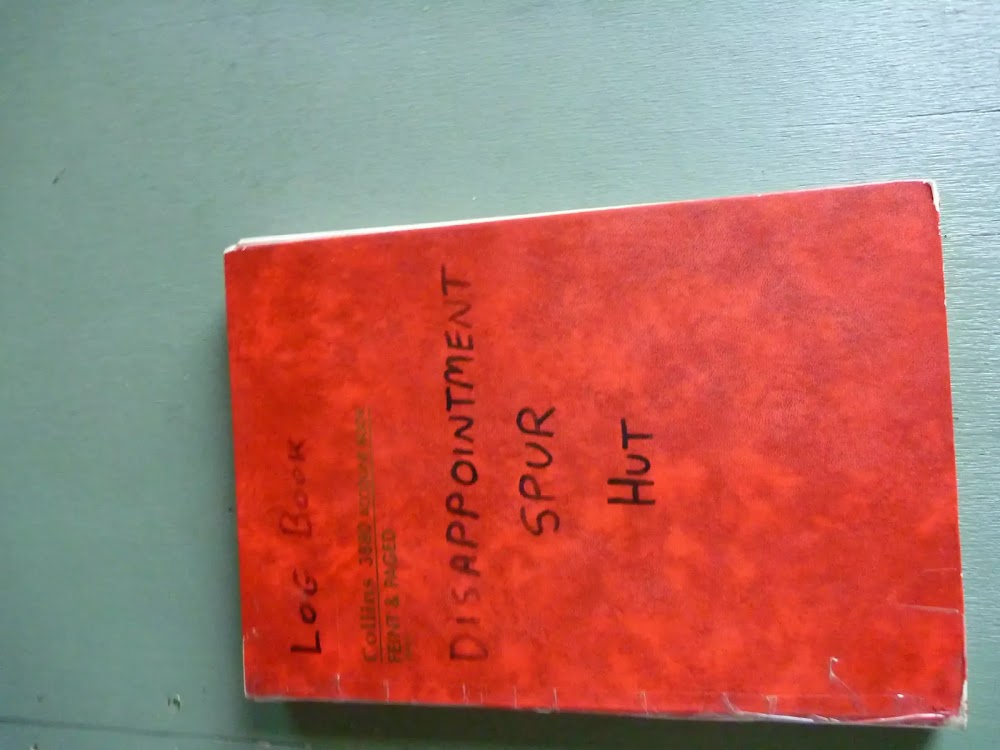 LOG BOOK
Collins 3880 ACCOUNT BOOK
FEINT & PAGED
DISAPPOINTMENT
SPUR
HUT